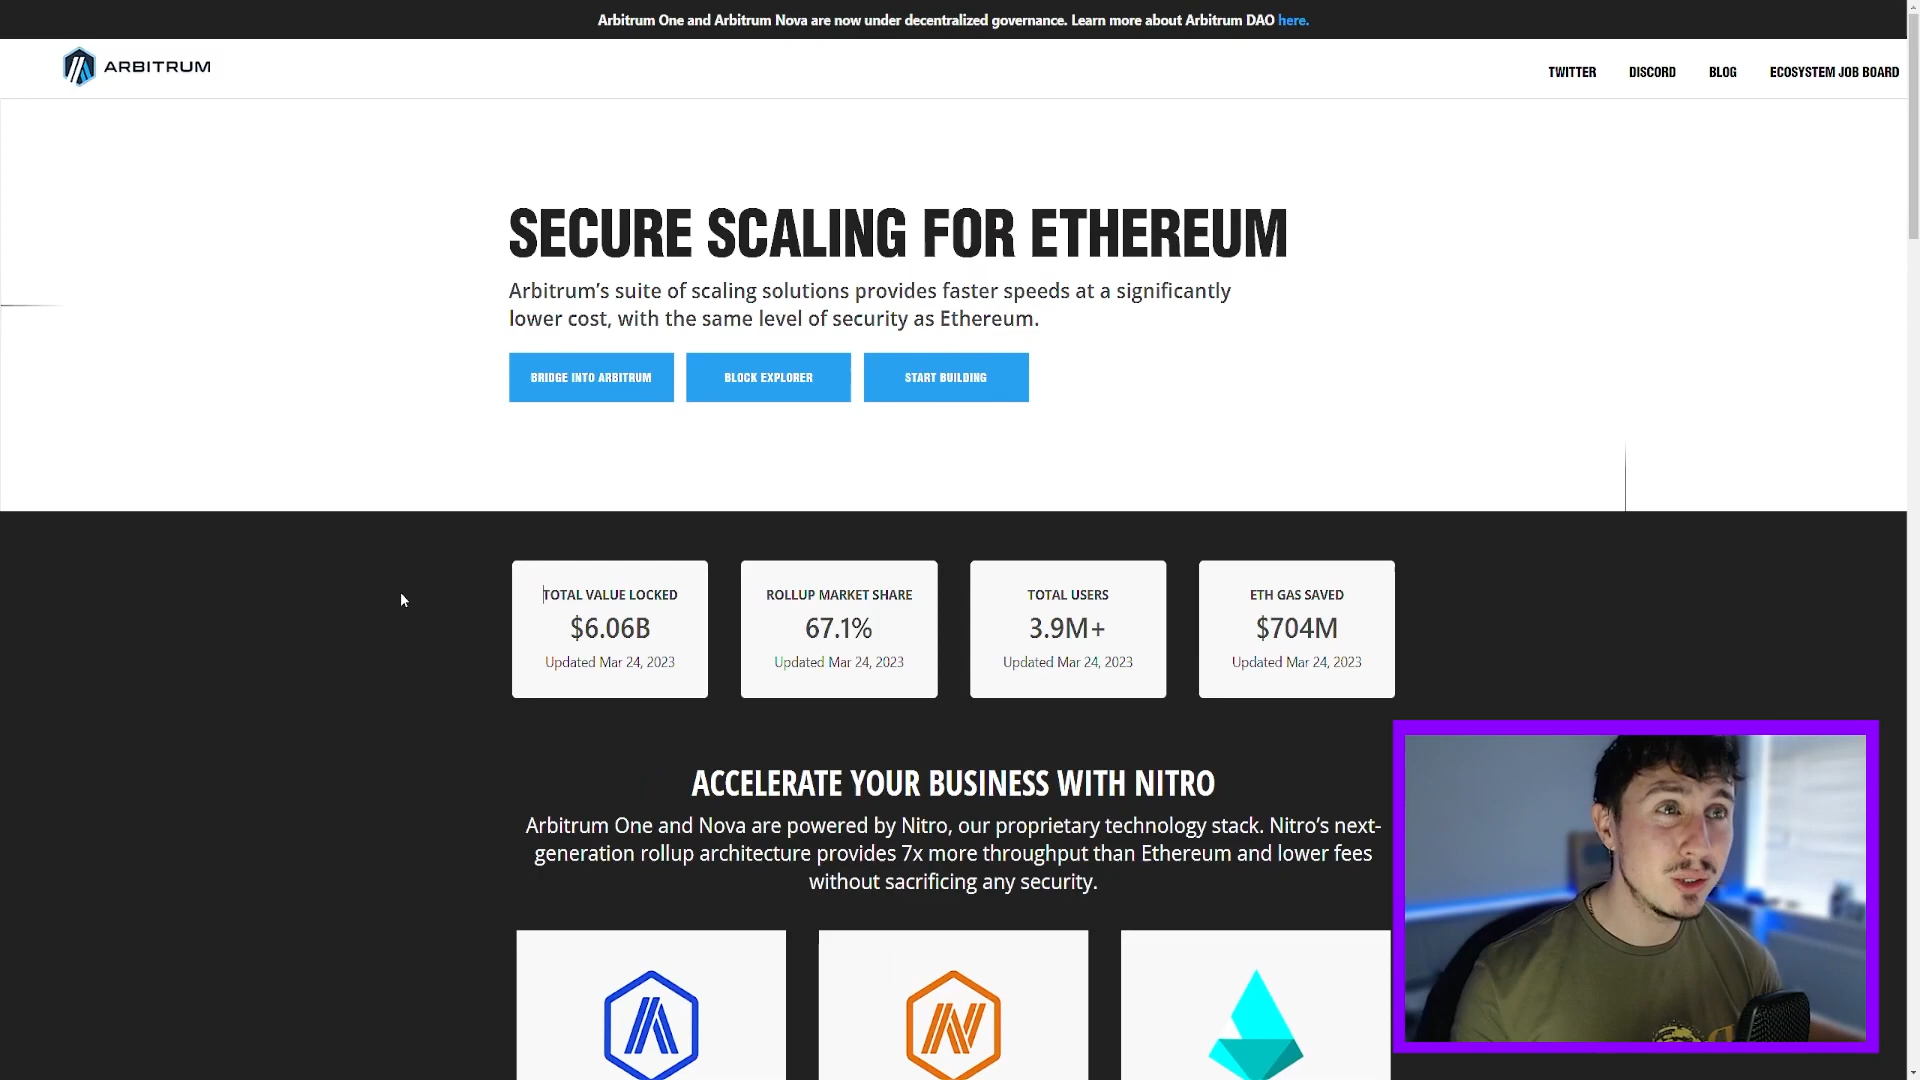 Arbitrum One and Arbitrum Nova are now under decentralized governance. Learn more about Arbitrum DAO here.
ARBITRUM
TWITTER DISCORD BLOG ECOSYSTEM JOB BOARD
SECURE SCALING FOR ETHEREUM
Arbitrum's suite of scaling solutions provides faster speeds at a significantly
lower cost, with the same level of security as Ethereum.
BRIDGE INTO ARBITRUM BLOCK EXPLORER START BUILDING
TOTAL VALUE LOCKED ROLLUP MARKET SHARE TOTAL USERS ETH GAS SAVED
$6.06B 67.1% 3.9M+ $704M
Updated Mar 24, 2023 Updated Mar 24, 2023 Updated Mar 24, 2023 Updated Mar 24, 2023
ACCELERATE YOUR BUSINESS WITH NITRO
Arbitrum One and Nova are powered by Nitro, our proprietary technology stack. Nitro's next-
generation rollup architecture provides 7x more throughput than Ethereum and lower fees
without sacrificing any security.